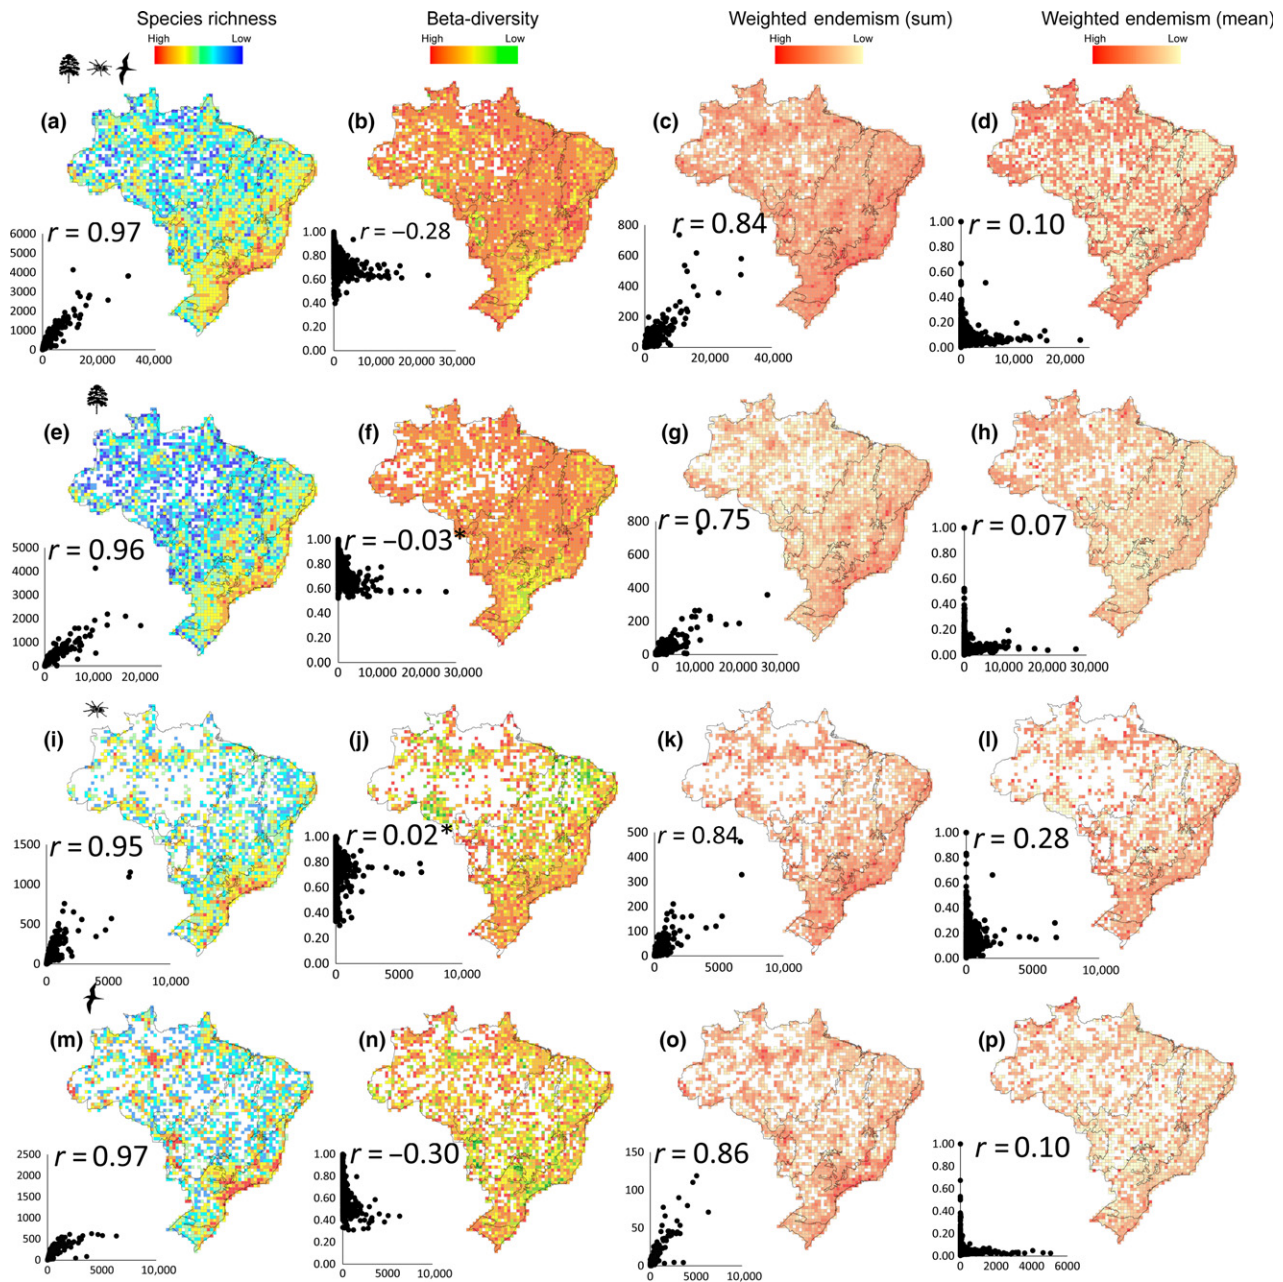 Species richness
Beta-diversity
Weighted endemism (sum)
Weighted endemism (mean)
High Low
High Low
High Low
High Low
(a)
r = 0.97
6000
5000
4000
3000
2000
1000
0
20,000 40,000
(b)
r = –0.28
1.00
0.80
0.60
0.40
0.20
0.00
10,000 20,000 30,000
(c)
r = 0.84
800
600
400
200
0
0 20,000 40,000
(d)
r = 0.10
1.00
0.80
0.60
0.40
0.20
0.00
0 10,000 20,000
(e)
r = 0.96
5000
4000
3000
2000
1000
0
0 10,000 20,000
(f)
r = –0.03*
1.00
0.80
0.60
0.40
0.20
0.00
0 10,000 20,000 30,000
(g)
r = 0.75
800
600
400
200
0
0 10,000 20,000 30,000
(h)
r = 0.07
1.00
0.80
0.60
0.40
0.20
0.00
0 10,000 20,000 30,000
(i)
r = 0.95
1500
1000
500
0
0 5000 10,000
(j)
r = 0.02*
1.00
0.80
0.60
0.40
0.20
0.00
0 5000 10,000
(k)
r = 0.84
500
400
300
200
100
0
0 5000 10,000
(l)
r = 0.28
1.00
0.80
0.60
0.40
0.20
0.00
0 5000 10,000
(m)
r = 0.97
2500
2000
1500
1000
500
0
0 5000 10,000
(n)
r = –0.30
1.00
0.80
0.60
0.40
0.20
0.00
0 5000 10,000
(o)
r = 0.86
150
100
50
0
0 5000 10,000
(p)
r = 0.10
1.00
0.80
0.60
0.40
0.20
0.00
0 2000 4000 6000